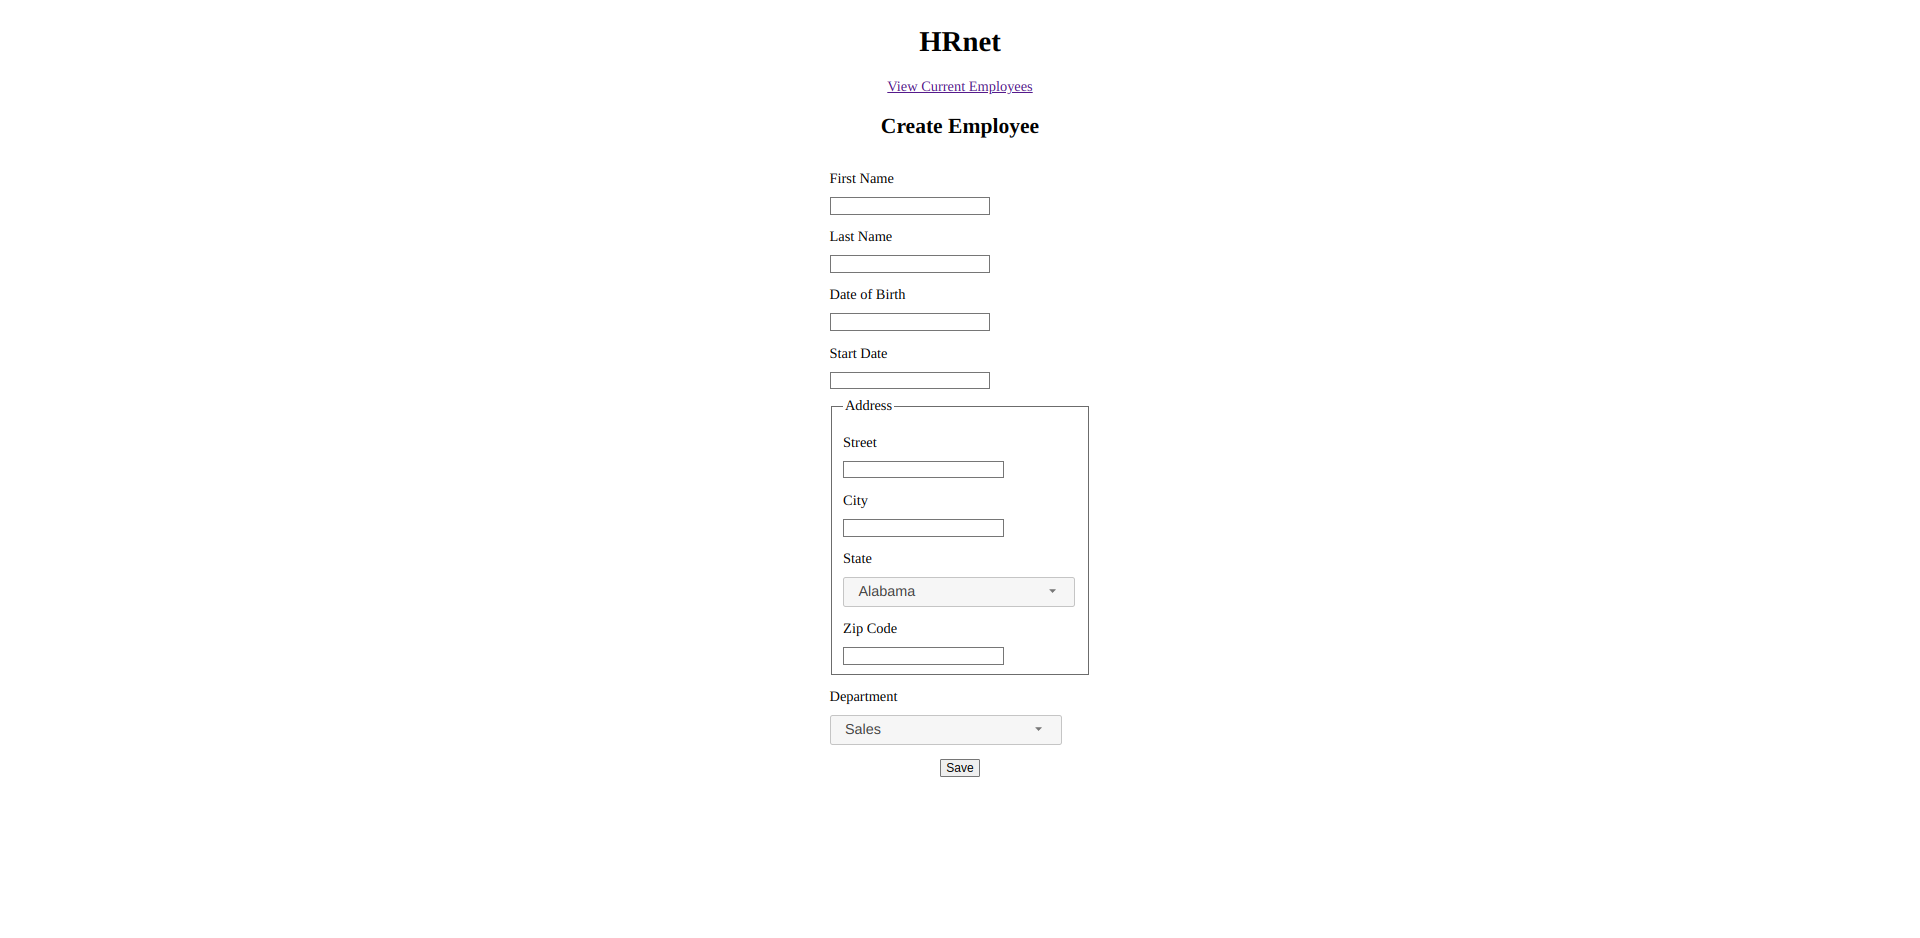 HRnet
View Current Employees
Create Employee
First Name
Last Name
Date of Birth
Start Date
Address
Street
City
State
Alabama
Zip Code
Department
Sales
Save